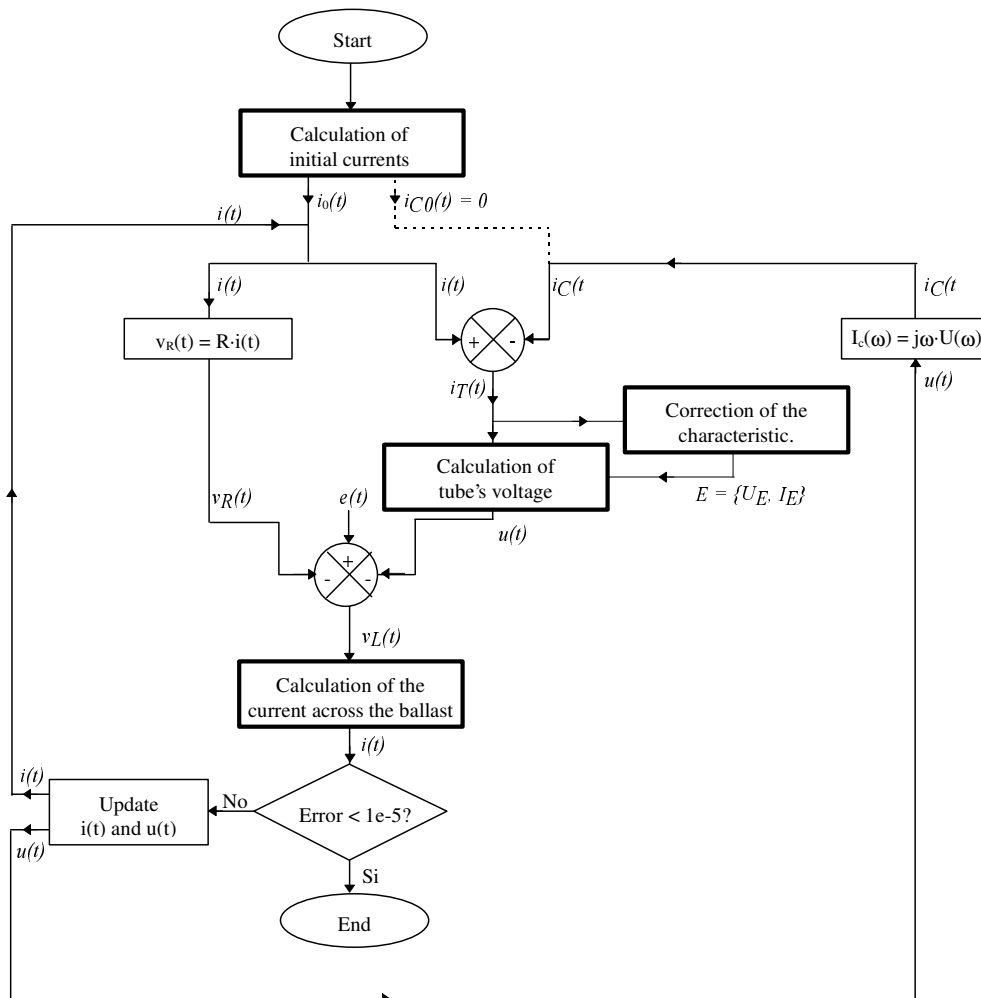 Start
Calculation of
initial currents
i0(t)
iC0(t) = 0
i(t)
i(t)
i(t)
iC(t
iC(t
vR(t) = R·i(t)
+
-
Ic(ω) = jω·U(ω)
iT(t)
u(t)
Correction of the
characteristic.
Calculation of
tube's voltage
E = {UE, IE}
vR(t)
e(t)
u(t)
+
-
-
vL(t)
Calculation of the
current across the ballast
i(t)
i(t)
Update
i(t) and u(t)
No
Error < 1e-5?
u(t)
Si
End